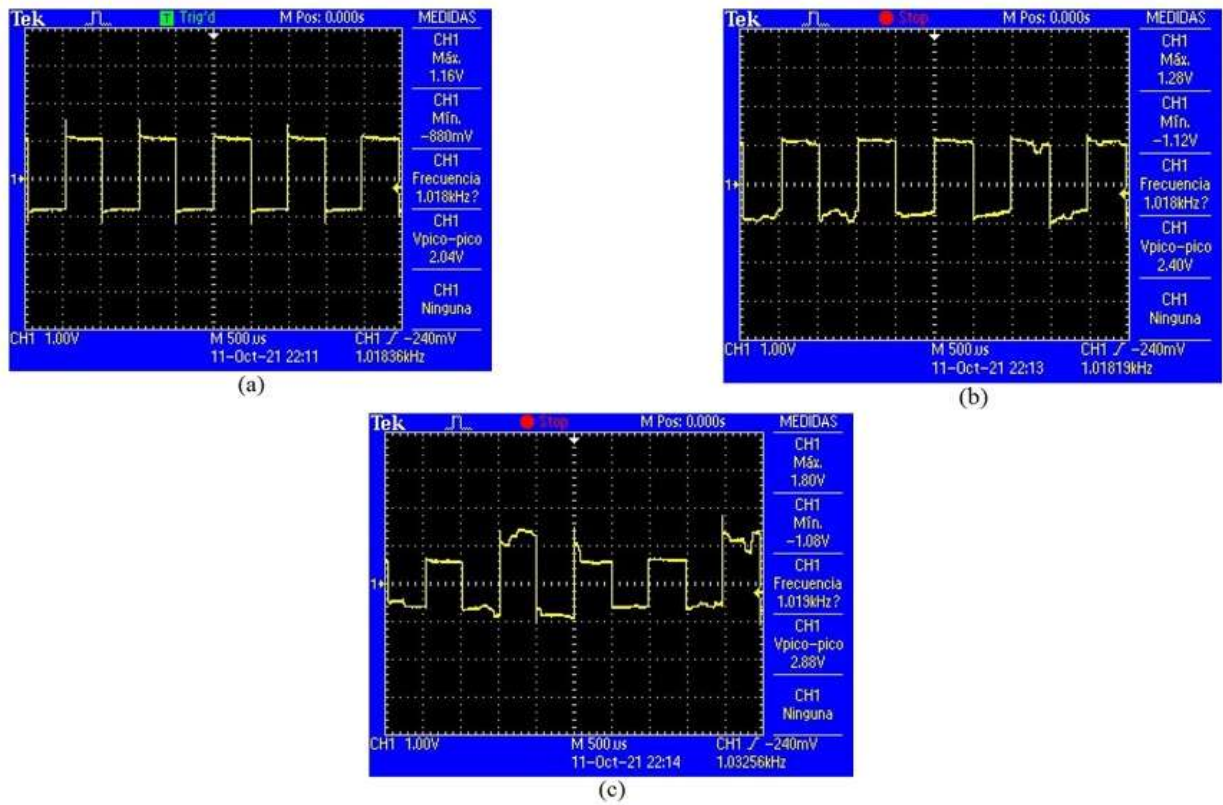 Tek
T Trig'd
M Pos: 0.000s
MEDIDAS
CH1
Máx.
1.16V
CH1
Mín.
-880mV
CH1
Frecuencia
1.018kHz?
CH1
Vpico-pico
2.04V
CH1
Ninguna
1
CH1 1.00V
M 500us
CH1 -240mV
11-Oct-21 22:11
1.01836kHz
(a)
Tek
Stop
M Pos: 0.000s
MEDIDAS
CH1
Máx.
1.28V
CH1
Mín.
-1.12V
CH1
Frecuencia
1.018kHz?
CH1
Vpico-pico
2.40V
CH1
Ninguna
1
CH1 1.00V
M 500us
CH1 -240mV
11-Oct-21 22:13
1.01819kHz
(b)
Tek
Stop
M Pos: 0.000s
MEDIDAS
CH1
Máx.
1.80V
CH1
Mín.
-1.08V
CH1
Frecuencia
1.019kHz?
CH1
Vpico-pico
2.88V
CH1
Ninguna
1
CH1 1.00V
M 500us
CH1 -240mV
11-Oct-21 22:14
1.03256kHz
(c)